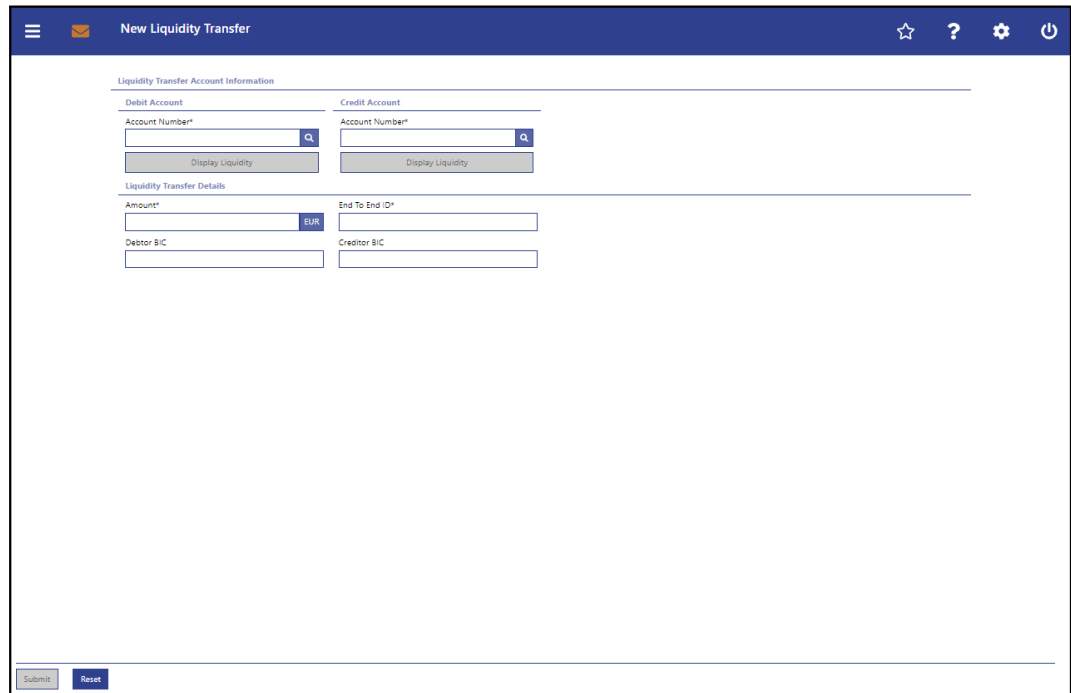 New Liquidity Transfer
?
Liquidity Transfer Account Information
Debit Account Credit Account
Account Number* Account Number*
Display Liquidity Display Liquidity
Liquidity Transfer Details
Amount* End To End ID*
EUR
Debtor BIC Creditor BIC
Submit Reset